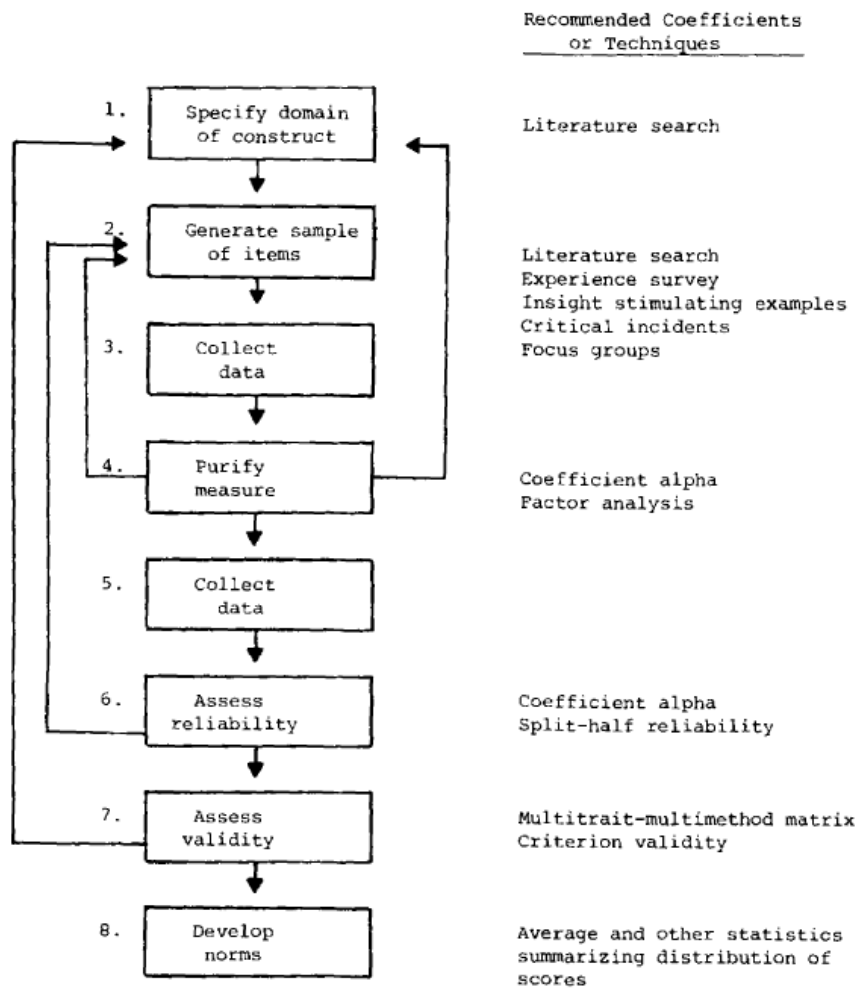 Recommended Coefficients
or Techniques
1.
Specify domain
of construct
Literature search
2.
Generate sample
of items
Literature search
Experience survey
Insight stimulating examples
Critical incidents
Focus groups
3.
Collect
data
4.
Purify
measure
Coefficient alpha
Factor analysis
5.
Collect
data
6.
Assess
reliability
Coefficient alpha
Split-half reliability
7.
Assess
validity
Multitrait-multimethod matrix
Criterion validity
8.
Develop
norms
Average and other statistics
summarizing distribution of
scores